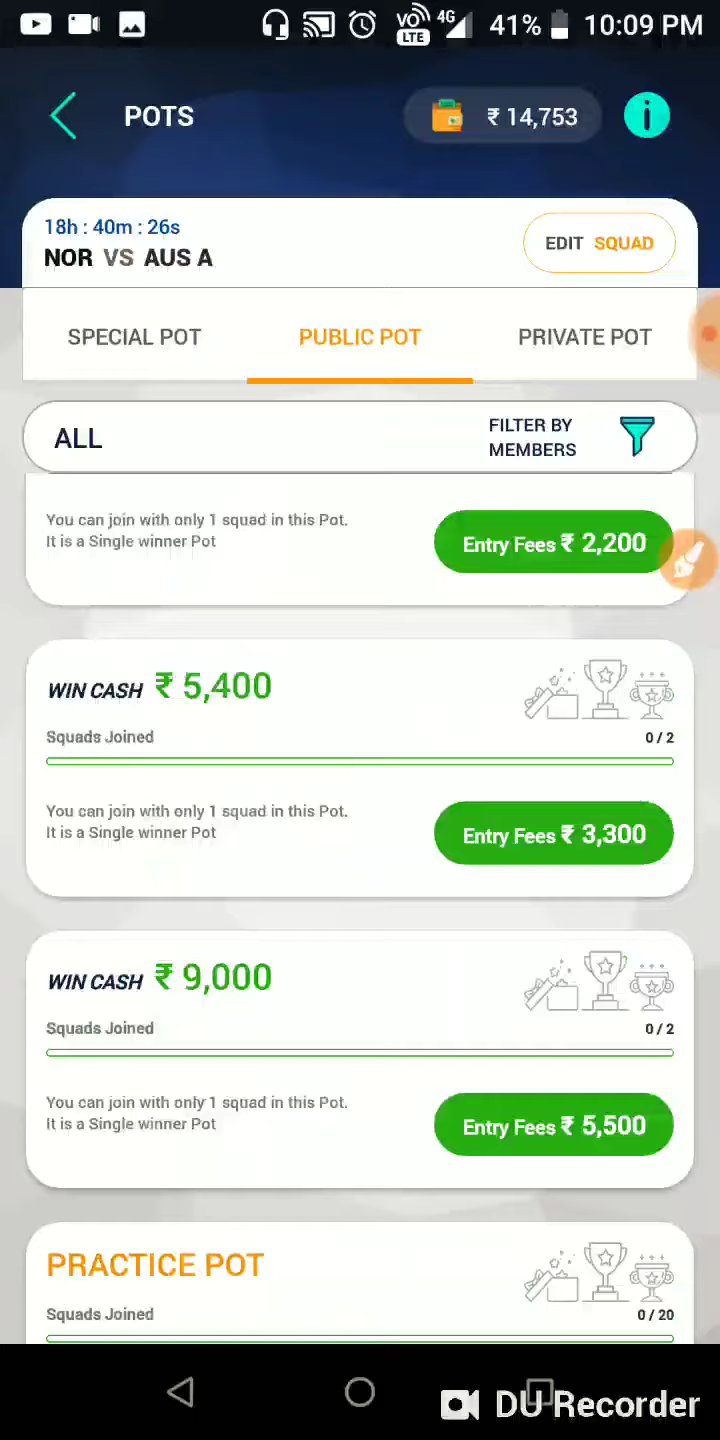 VO LTE 4G 41% 10:09 PM
POTS ₹ 14,753 i
18h : 40m : 26s
NOR VS AUS A
EDIT SQUAD
SPECIAL POT PUBLIC POT PRIVATE POT
ALL
FILTER BY
MEMBERS
You can join with only 1 squad in this Pot.
It is a Single winner Pot
Entry Fees ₹ 2,200
WIN CASH ₹ 5,400
Squads Joined 0 / 2
You can join with only 1 squad in this Pot.
It is a Single winner Pot
Entry Fees ₹ 3,300
WIN CASH ₹ 9,000
Squads Joined 0 / 2
You can join with only 1 squad in this Pot.
It is a Single winner Pot
Entry Fees ₹ 5,500
PRACTICE POT
Squads Joined 0 / 20
DU Recorder